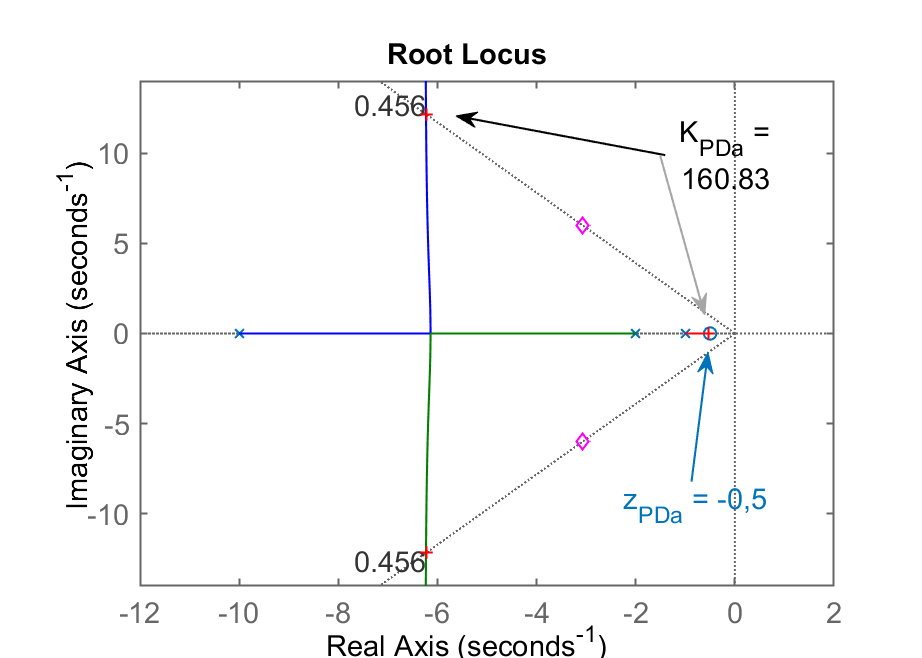 Root Locus
0.456
K_PDa =
160.83
10
5
0
-5
-10
Imaginary Axis (seconds^-1)
z_PDa = -0,5
0.456
-12 -10 -8 -6 -4 -2 0 2
Real Axis (seconds^-1)